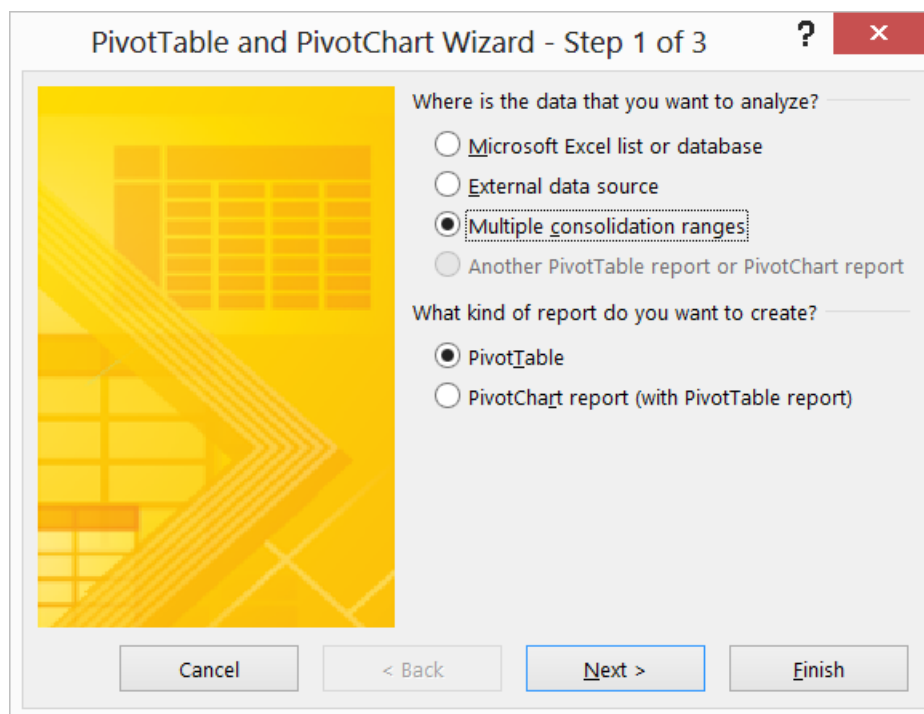 PivotTable and PivotChart Wizard - Step 1 of 3
?
Where is the data that you want to analyze?
Microsoft Excel list or database
External data source
Multiple consolidation ranges
Another PivotTable report or PivotChart report
What kind of report do you want to create?
PivotTable
PivotChart report (with PivotTable report)
Cancel
< Back
Next >
Finish